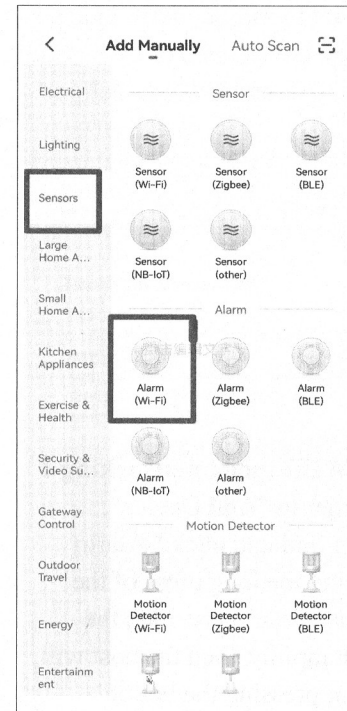 Add Manually Auto Scan
Electrical
Lighting
Sensors
Large
Home A...
Small
Home A...
Kitchen
Appliances
Exercise &
Health
Security &
Video Su...
Gateway
Control
Outdoor
Travel
Energy
Entertainm
ent
Sensor
Sensor
(Wi-Fi)
Sensor
(Zigbee)
Sensor
(BLE)
Sensor
(NB-IoT)
Sensor
(other)
Alarm
Alarm
(Wi-Fi)
Alarm
(Zigbee)
Alarm
(BLE)
Alarm
(NB-IoT)
Alarm
(other)
Motion Detector
Motion
Detector
(Wi-Fi)
Motion
Detector
(Zigbee)
Motion
Detector
(BLE)